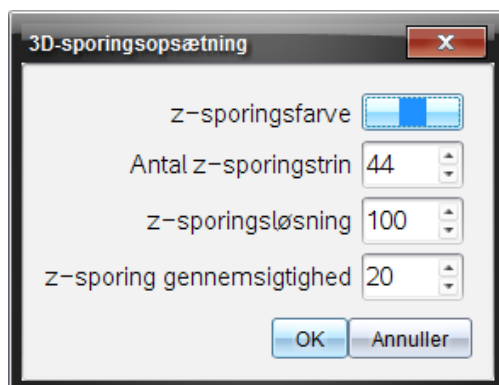 3D-sporingsopsætning
z-sporingsfarve
Antal z-sporingstrin 44
z-sporingsløsning 100
z-sporing gennemsigtighed 20
OK Annuller